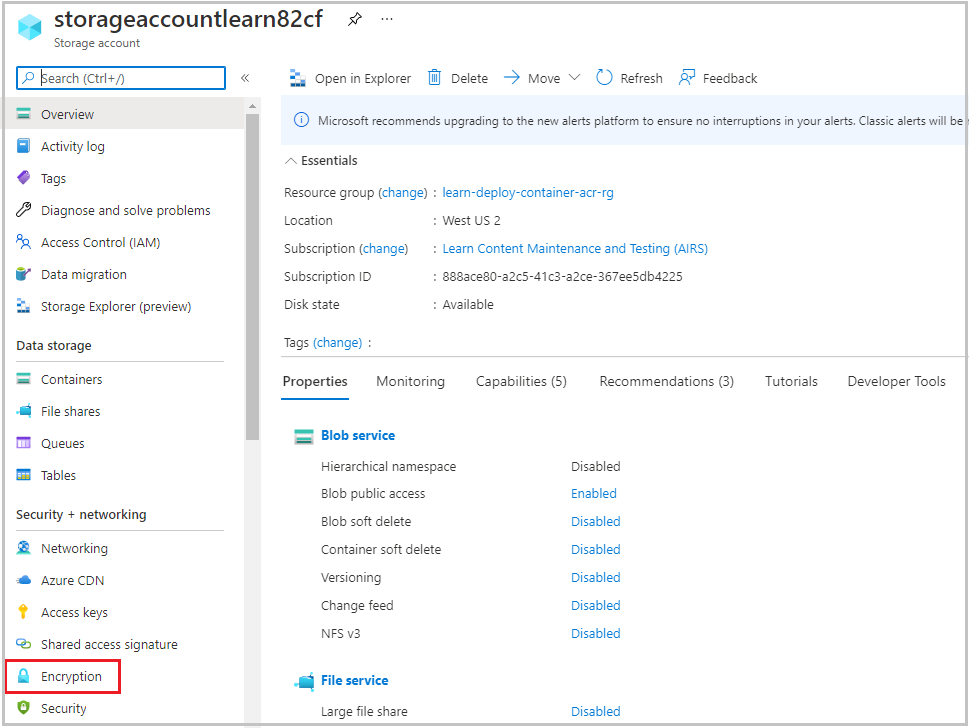 storageaccountlearn82cf ...
Storage account
Search (Ctrl+/)
Overview
Activity log
Tags
Diagnose and solve problems
Access Control (IAM)
Data migration
Storage Explorer (preview)
Data storage
Containers
File shares
Queues
Tables
Security + networking
Networking
Azure CDN
Access keys
Shared access signature
Encryption
Security
Open in Explorer Delete Move Refresh Feedback
Microsoft recommends upgrading to the new alerts platform to ensure no interruptions in your alerts. Classic alerts will be
Essentials
Resource group (change) : learn-deploy-container-acr-rg
Location : West US 2
Subscription (change) : Learn Content Maintenance and Testing (AIRS)
Subscription ID : 888ace80-a2c5-41c3-a2ce-367ee5db4225
Disk state : Available
Tags (change) :
Properties Monitoring Capabilities (5) Recommendations (3) Tutorials Developer Tools
Blob service
Hierarchical namespace Disabled
Blob public access Enabled
Blob soft delete Disabled
Container soft delete Disabled
Versioning Disabled
Change feed Disabled
NFS v3 Disabled
File service
Large file share Disabled